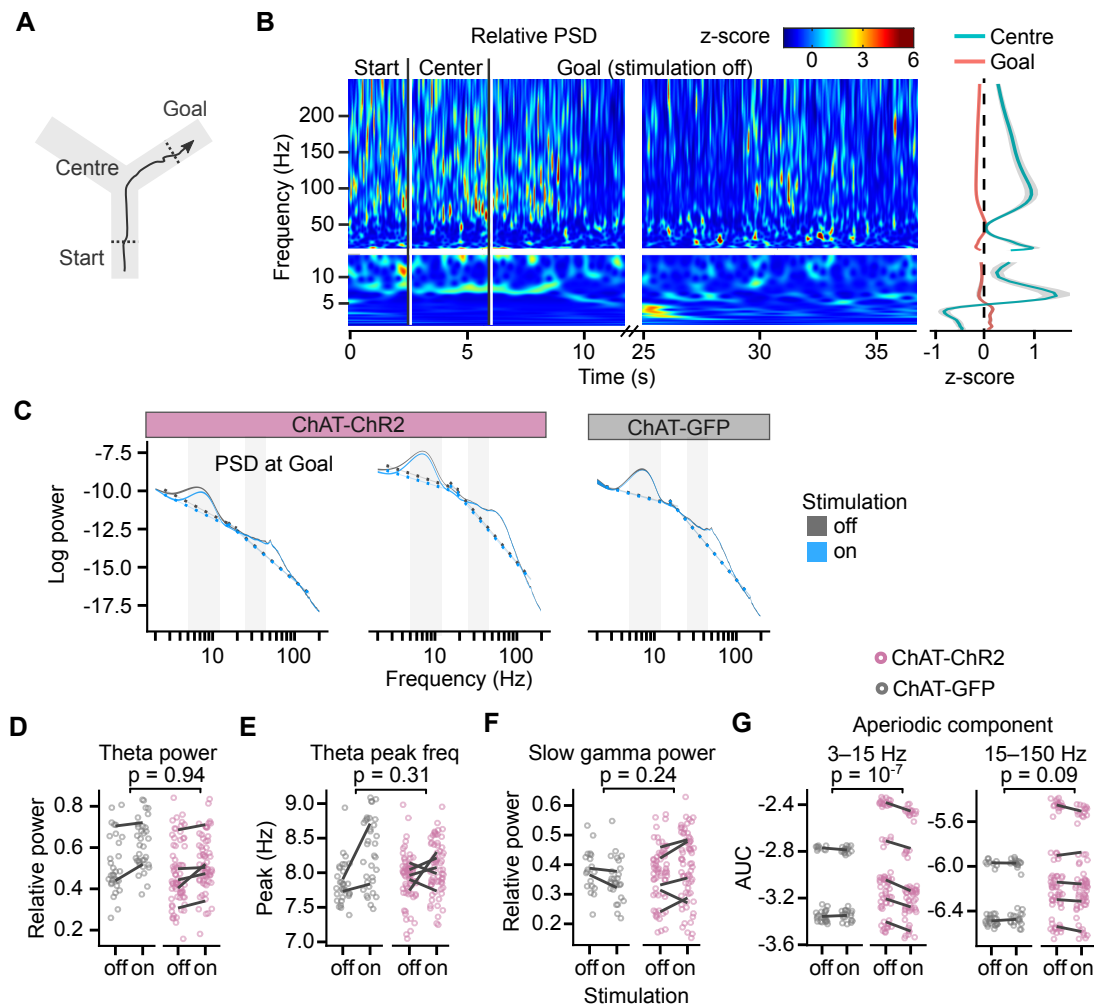 A
Goal
Centre
Start
B
Relative PSD
z-score
0 3 6
Start Center Goal (stimulation off)
Centre
Goal
Frequency (Hz)
200
150
100
50
10
5
0 5 10 25 30 35
Time (s)
-1 0 1
z-score
C
ChAT-ChR2
ChAT-GFP
PSD at Goal
Log power
-7.5
-10.0
-12.5
-15.0
-17.5
10 100 10 100 10 100
Frequency (Hz)
Stimulation
off
on
ChAT-ChR2
ChAT-GFP
D
Theta power
p = 0.94
Relative power
0.8
0.6
0.4
0.2
off on off on
E
Theta peak freq
p = 0.31
Peak (Hz)
9.0
8.5
8.0
7.5
7.0
off on off on
F
Slow gamma power
p = 0.24
Relative power
0.6
0.5
0.4
0.3
0.2
off on off on
Stimulation
G
Aperiodic component
3–15 Hz
p = 10-7
AUC
-2.4
-2.8
-3.2
-3.6
off on off on
15–150 Hz
p = 0.09
-5.6
-6.0
-6.4
off on off on